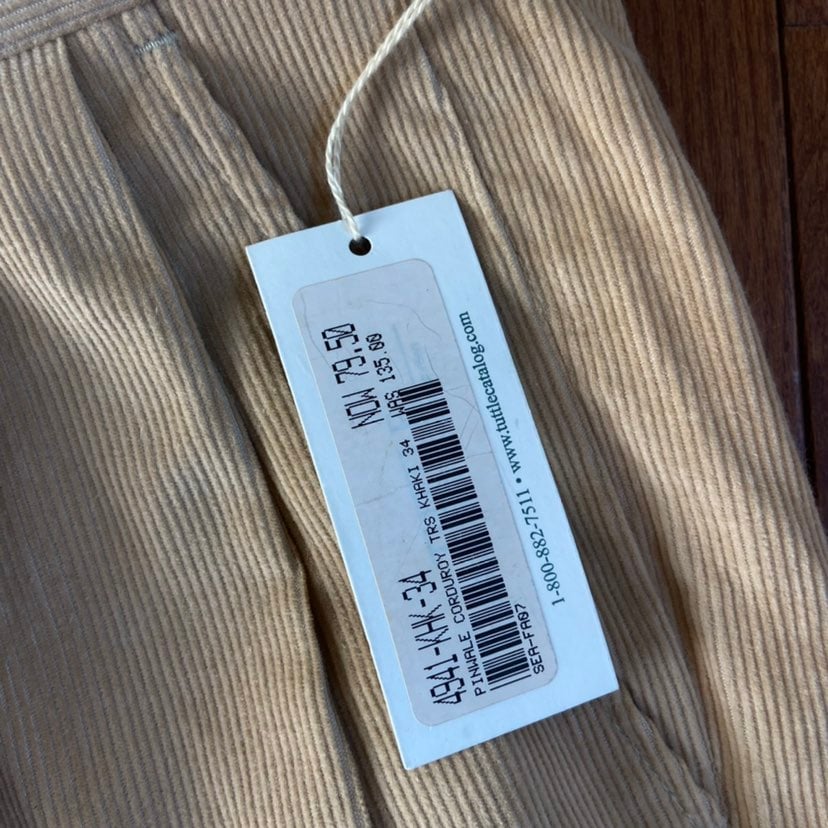 NOW 79.50
WAS 135.00
4941-KHK-34
PINWALE CORDUROY TRS KHAKI 34
SEA-FA07
1-800-882-7511 • www.tuttlecatalog.com